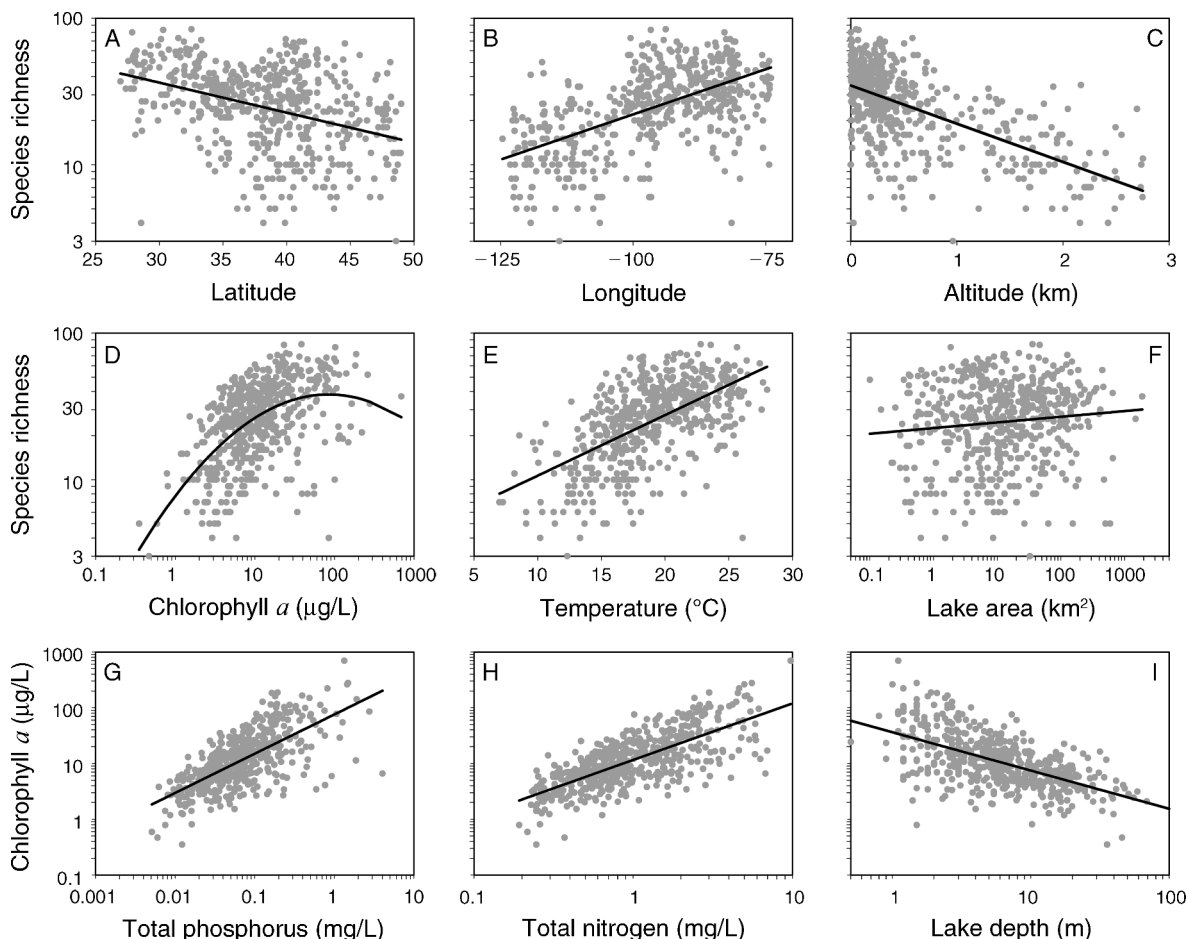 A
B
C
Species richness
100
30
10
3
25 30 35 40 45 50
−125 −100 −75
0 1 2 3
Latitude
Longitude
Altitude (km)
D
E
F
Species richness
100
30
10
3
0.1 1 10 100 1000
5 10 15 20 25 30
0.1 1 10 100 1000
Chlorophyll a (μg/L)
Temperature (°C)
Lake area (km²)
G
H
I
Chlorophyll a (μg/L)
1000
100
10
1
0.1
0.001 0.01 0.1 1 10
0.1 1 10
1 10 100
Total phosphorus (mg/L)
Total nitrogen (mg/L)
Lake depth (m)